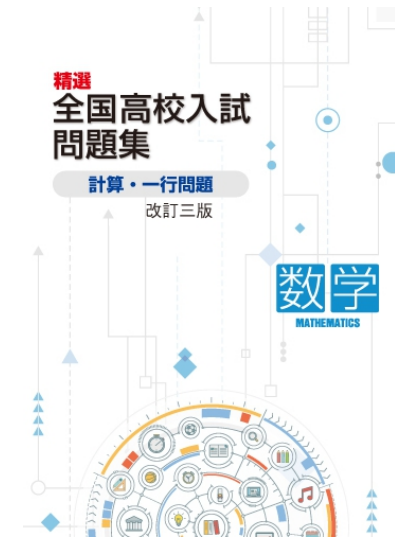 精選
全国高校入試
問題集
計算・一行問題
改訂三版
数学
MATHEMATICS